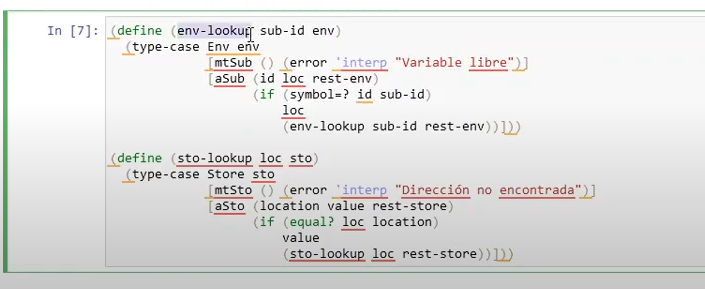 In [7]: (define (env-lookup sub-id env)
(type-case Env env
[mtSub () (error 'interp "Variable libre")]
[aSub (id loc rest-env)
(if (symbol=? id sub-id)
loc
(env-lookup sub-id rest-env))]))
(define (sto-lookup loc sto)
(type-case Store sto
[mtSto () (error 'interp "Dirección no encontrada")]
[aSto (location value rest-store)
(if (equal? loc location)
value
(sto-lookup loc rest-store))]))